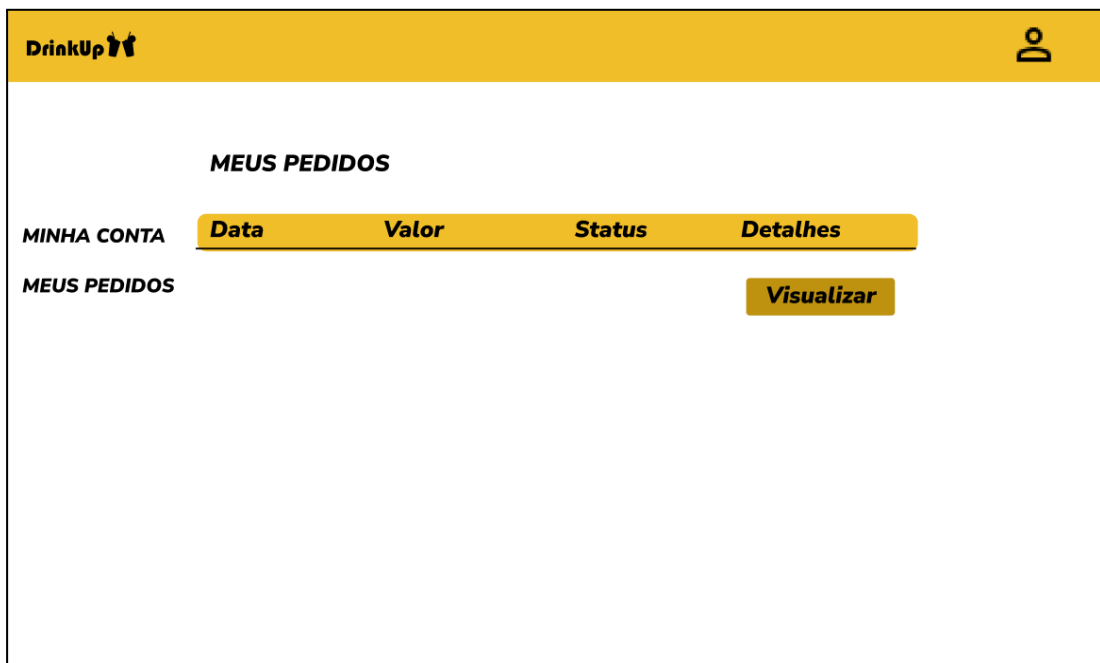 DrinkUp
MEUS PEDIDOS
MINHA CONTA
MEUS PEDIDOS
Data Valor Status Detalhes
Visualizar